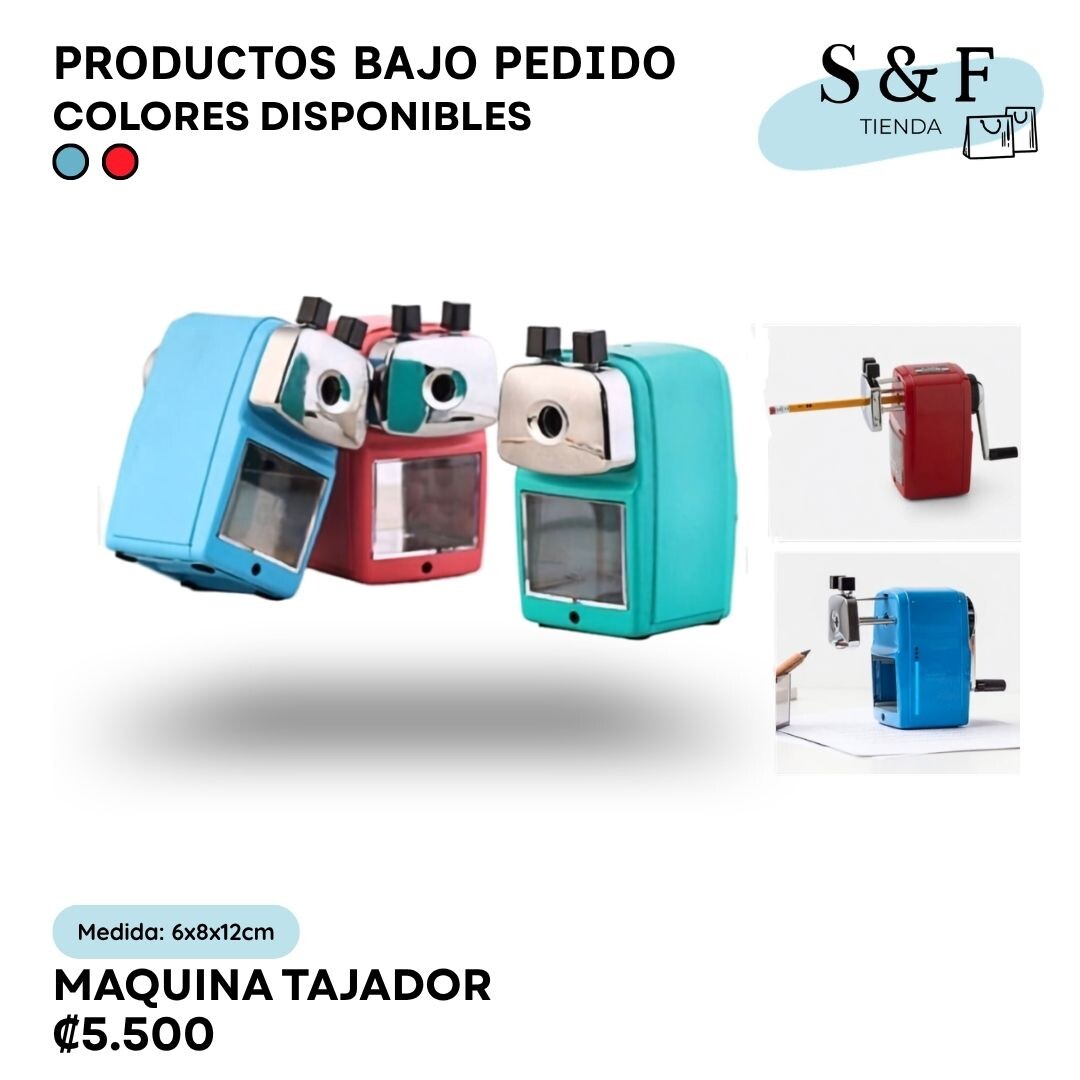 PRODUCTOS BAJO PEDIDO
COLORES DISPONIBLES
S & F
TIENDA
Medida: 6x8x12cm
MAQUINA TAJADOR
₡5.500